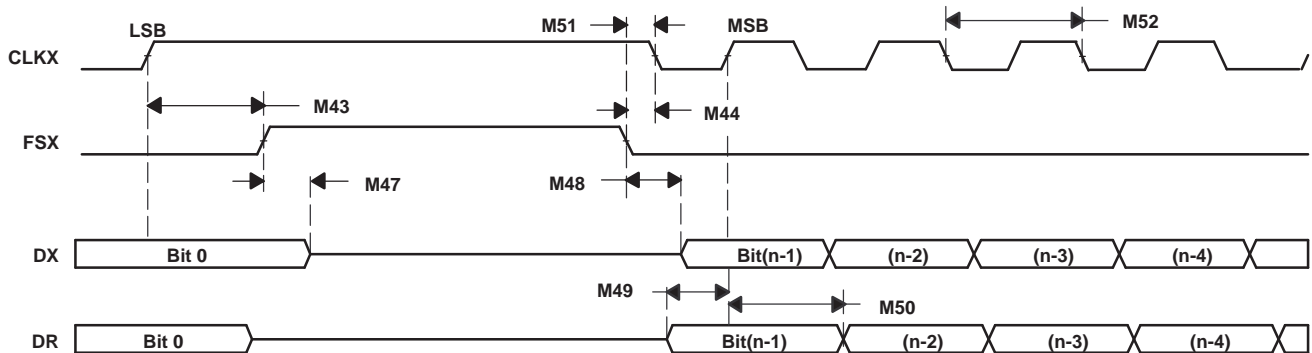 LSB
M51
MSB
M52
CLKX
M43
M44
FSX
M47
M48
DX
Bit 0
Bit(n-1)
(n-2)
(n-3)
(n-4)
M49
M50
DR
Bit 0
Bit(n-1)
(n-2)
(n-3)
(n-4)